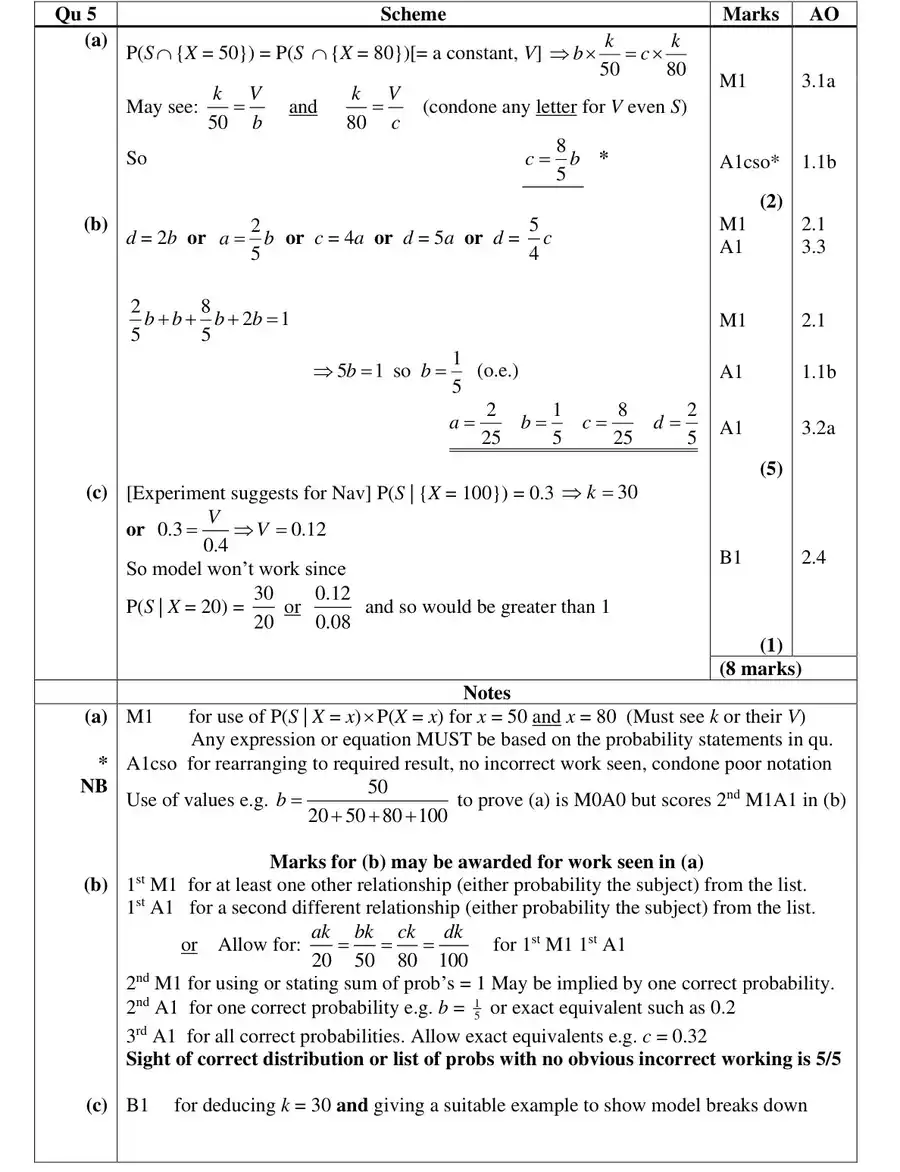 Qu 5 Scheme Marks AO
(a) P(S ∩ {X = 50}) = P(S ∩ {X = 80})[= a constant, V] ⇒ b × k/50 = c × k/80
M1 3.1a
May see: k/50 = V/b and k/80 = V/c (condone any letter for V even S)
So c = 8/5 b * A1cso* 1.1b
(2)
(b) d = 2b or a = 2/5 b or c = 4a or d = 5a or d = 5/4 c M1 2.1
A1 3.3
2/5 b + b + 8/5 b + 2b = 1 M1 2.1
⇒ 5b = 1 so b = 1/5 (o.e.) A1 1.1b
a = 2/25 b = 1/5 c = 8/25 d = 2/5 A1 3.2a
(5)
(c) [Experiment suggests for Nav] P(S | {X = 100}) = 0.3 ⇒ k = 30
or 0.3 = V/0.4 ⇒ V = 0.12
B1 2.4
So model won't work since
P(S | X = 20) = 30/20 or 0.12/0.08 and so would be greater than 1
(1)
(8 marks)
Notes
(a) M1 for use of P(S | X = x) × P(X = x) for x = 50 and x = 80 (Must see k or their V)
Any expression or equation MUST be based on the probability statements in qu.
* A1cso for rearranging to required result, no incorrect work seen, condone poor notation
NB Use of values e.g. b = 50/(20 + 50 + 80 + 100) to prove (a) is M0A0 but scores 2nd M1A1 in (b)
Marks for (b) may be awarded for work seen in (a)
(b) 1st M1 for at least one other relationship (either probability the subject) from the list.
1st A1 for a second different relationship (either probability the subject) from the list.
or Allow for: ak/20 = bk/50 = ck/80 = dk/100 for 1st M1 1st A1
2nd M1 for using or stating sum of prob's = 1 May be implied by one correct probability.
2nd A1 for one correct probability e.g. b = 1/5 or exact equivalent such as 0.2
3rd A1 for all correct probabilities. Allow exact equivalents e.g. c = 0.32
Sight of correct distribution or list of probs with no obvious incorrect working is 5/5
(c) B1 for deducing k = 30 and giving a suitable example to show model breaks down